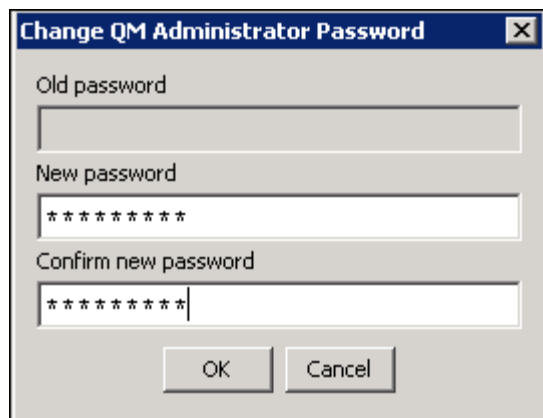 Change QM Administrator Password
Old password
New password
*********
Confirm new password
*********
OK Cancel